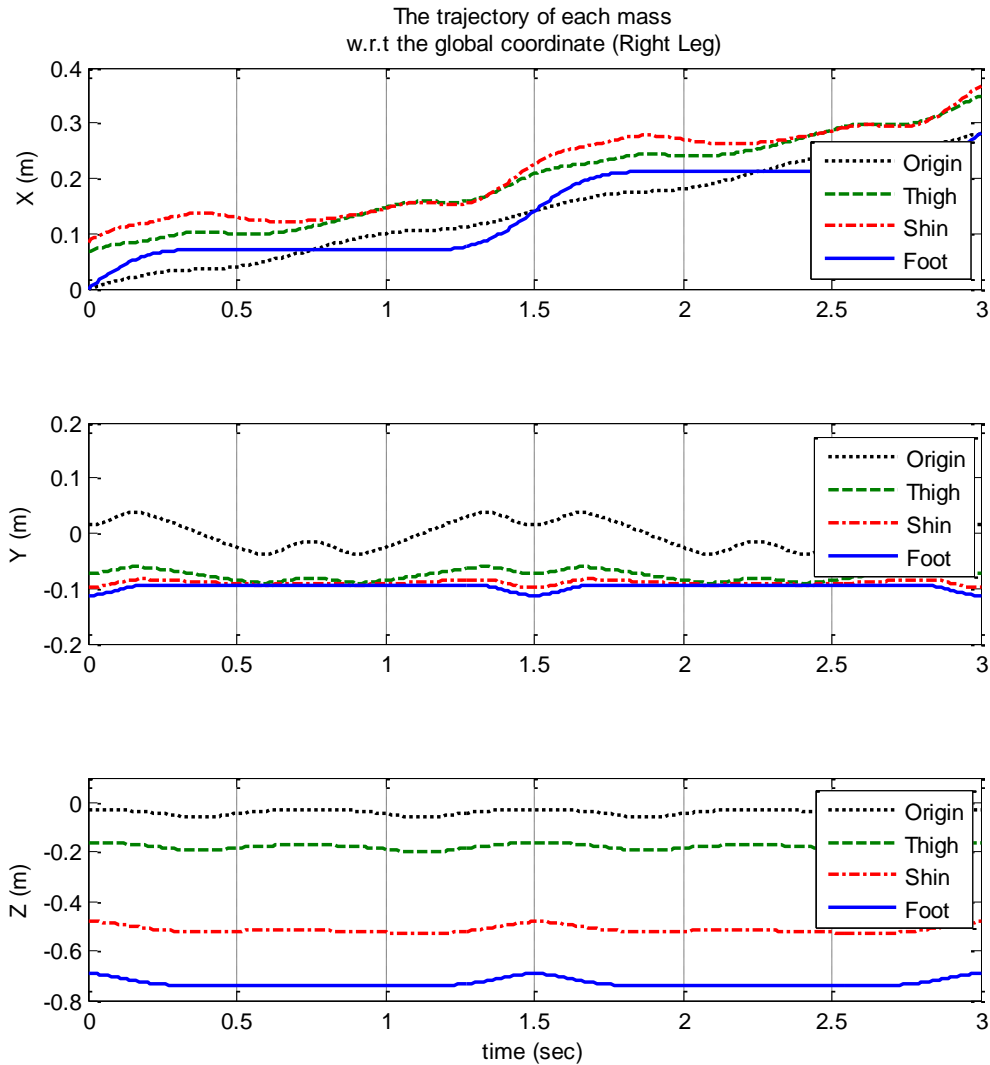 The trajectory of each mass
w.r.t the global coordinate (Right Leg)
0.4
0.3
0.2
0.1
0
X (m)
Origin
Thigh
Shin
Foot
0 0.5 1 1.5 2 2.5 3
0.2
0.1
0
-0.1
-0.2
Y (m)
Origin
Thigh
Shin
Foot
0 0.5 1 1.5 2 2.5 3
0
-0.2
-0.4
-0.6
-0.8
Z (m)
Origin
Thigh
Shin
Foot
0 0.5 1 1.5 2 2.5 3
time (sec)